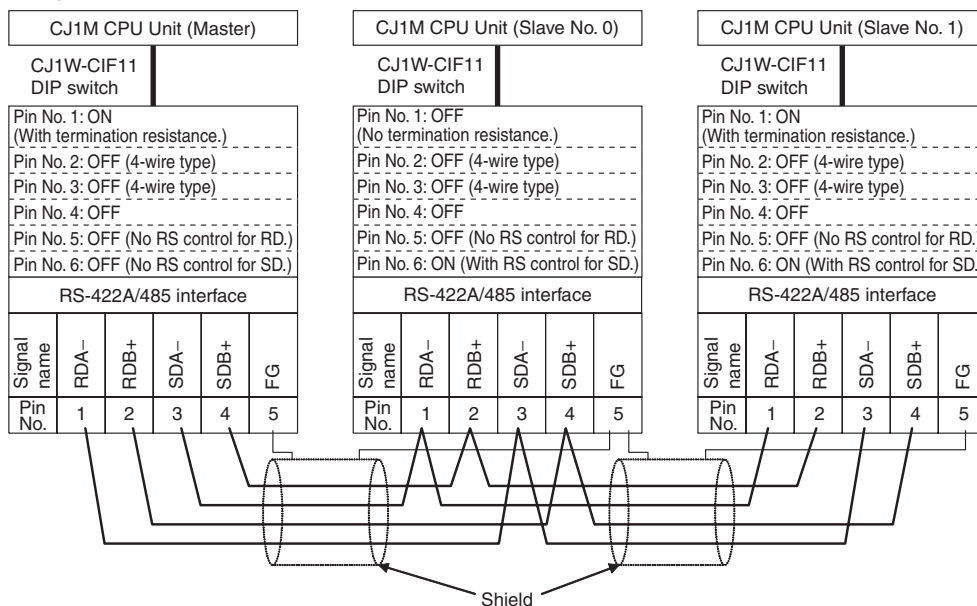 CJ1M CPU Unit (Master)
CJ1W-CIF11
DIP switch
Pin No. 1: ON
(With termination resistance.)
Pin No. 2: OFF (4-wire type)
Pin No. 3: OFF (4-wire type)
Pin No. 4: OFF
Pin No. 5: OFF (No RS control for RD.)
Pin No. 6: OFF (No RS control for SD.)
RS-422A/485 interface
Signal name RDA− RDB+ SDA− SDB+ FG
Pin No. 1 2 3 4 5
CJ1M CPU Unit (Slave No. 0)
CJ1W-CIF11
DIP switch
Pin No. 1: OFF
(No termination resistance.)
Pin No. 2: OFF (4-wire type)
Pin No. 3: OFF (4-wire type)
Pin No. 4: OFF
Pin No. 5: OFF (No RS control for RD.)
Pin No. 6: ON (With RS control for SD.)
RS-422A/485 interface
Signal name RDA− RDB+ SDA− SDB+ FG
Pin No. 1 2 3 4 5
CJ1M CPU Unit (Slave No. 1)
CJ1W-CIF11
DIP switch
Pin No. 1: ON
(With termination resistance.)
Pin No. 2: OFF (4-wire type)
Pin No. 3: OFF (4-wire type)
Pin No. 4: OFF
Pin No. 5: OFF (No RS control for RD.)
Pin No. 6: ON (With RS control for SD.
RS-422A/485 interface
Signal name RDA− RDB+ SDA− SDB+ FG
Pin No. 1 2 3 4 5
Shield